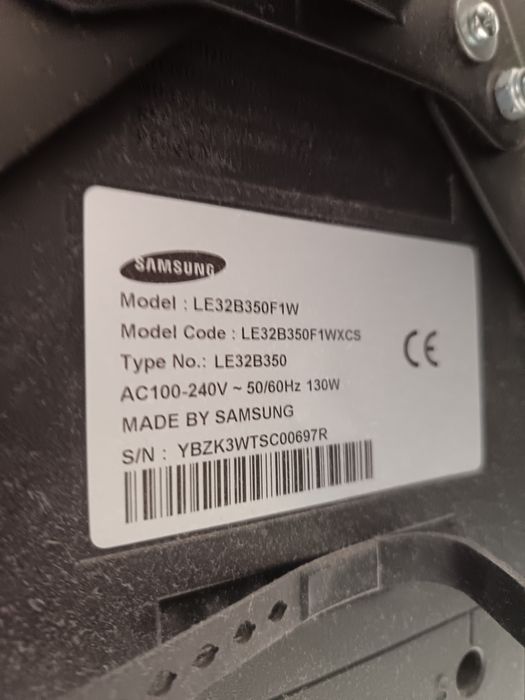 SAMSUNG
Model : LE32B350F1W
Model Code : LE32B350F1WXCS
Type No.: LE32B350
AC100-240V ~ 50/60Hz 130W
MADE BY SAMSUNG
S/N : YBZK3WTSC00697R
CE